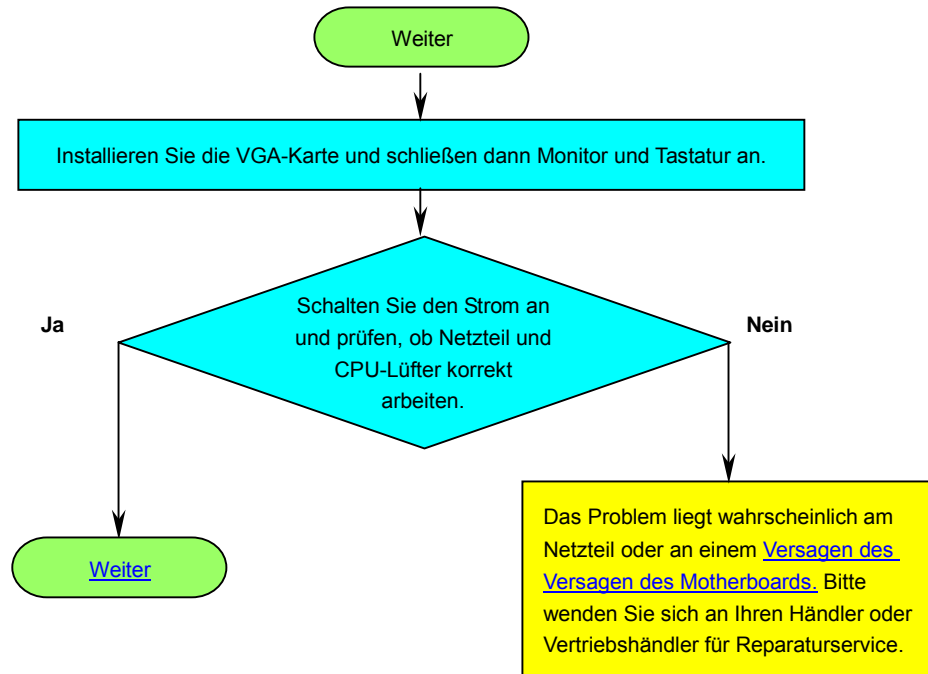 Weiter
Installieren Sie die VGA-Karte und schließen dann Monitor und Tastatur an.
Schalten Sie den Strom an
und prüfen, ob Netzteil und
CPU-Lüfter korrekt
arbeiten.
Ja
Nein
Weiter
Das Problem liegt wahrscheinlich am
Netzteil oder an einem Versagen des
Versagen des Motherboards. Bitte
wenden Sie sich an Ihren Händler oder
Vertriebshändler für Reparaturservice.